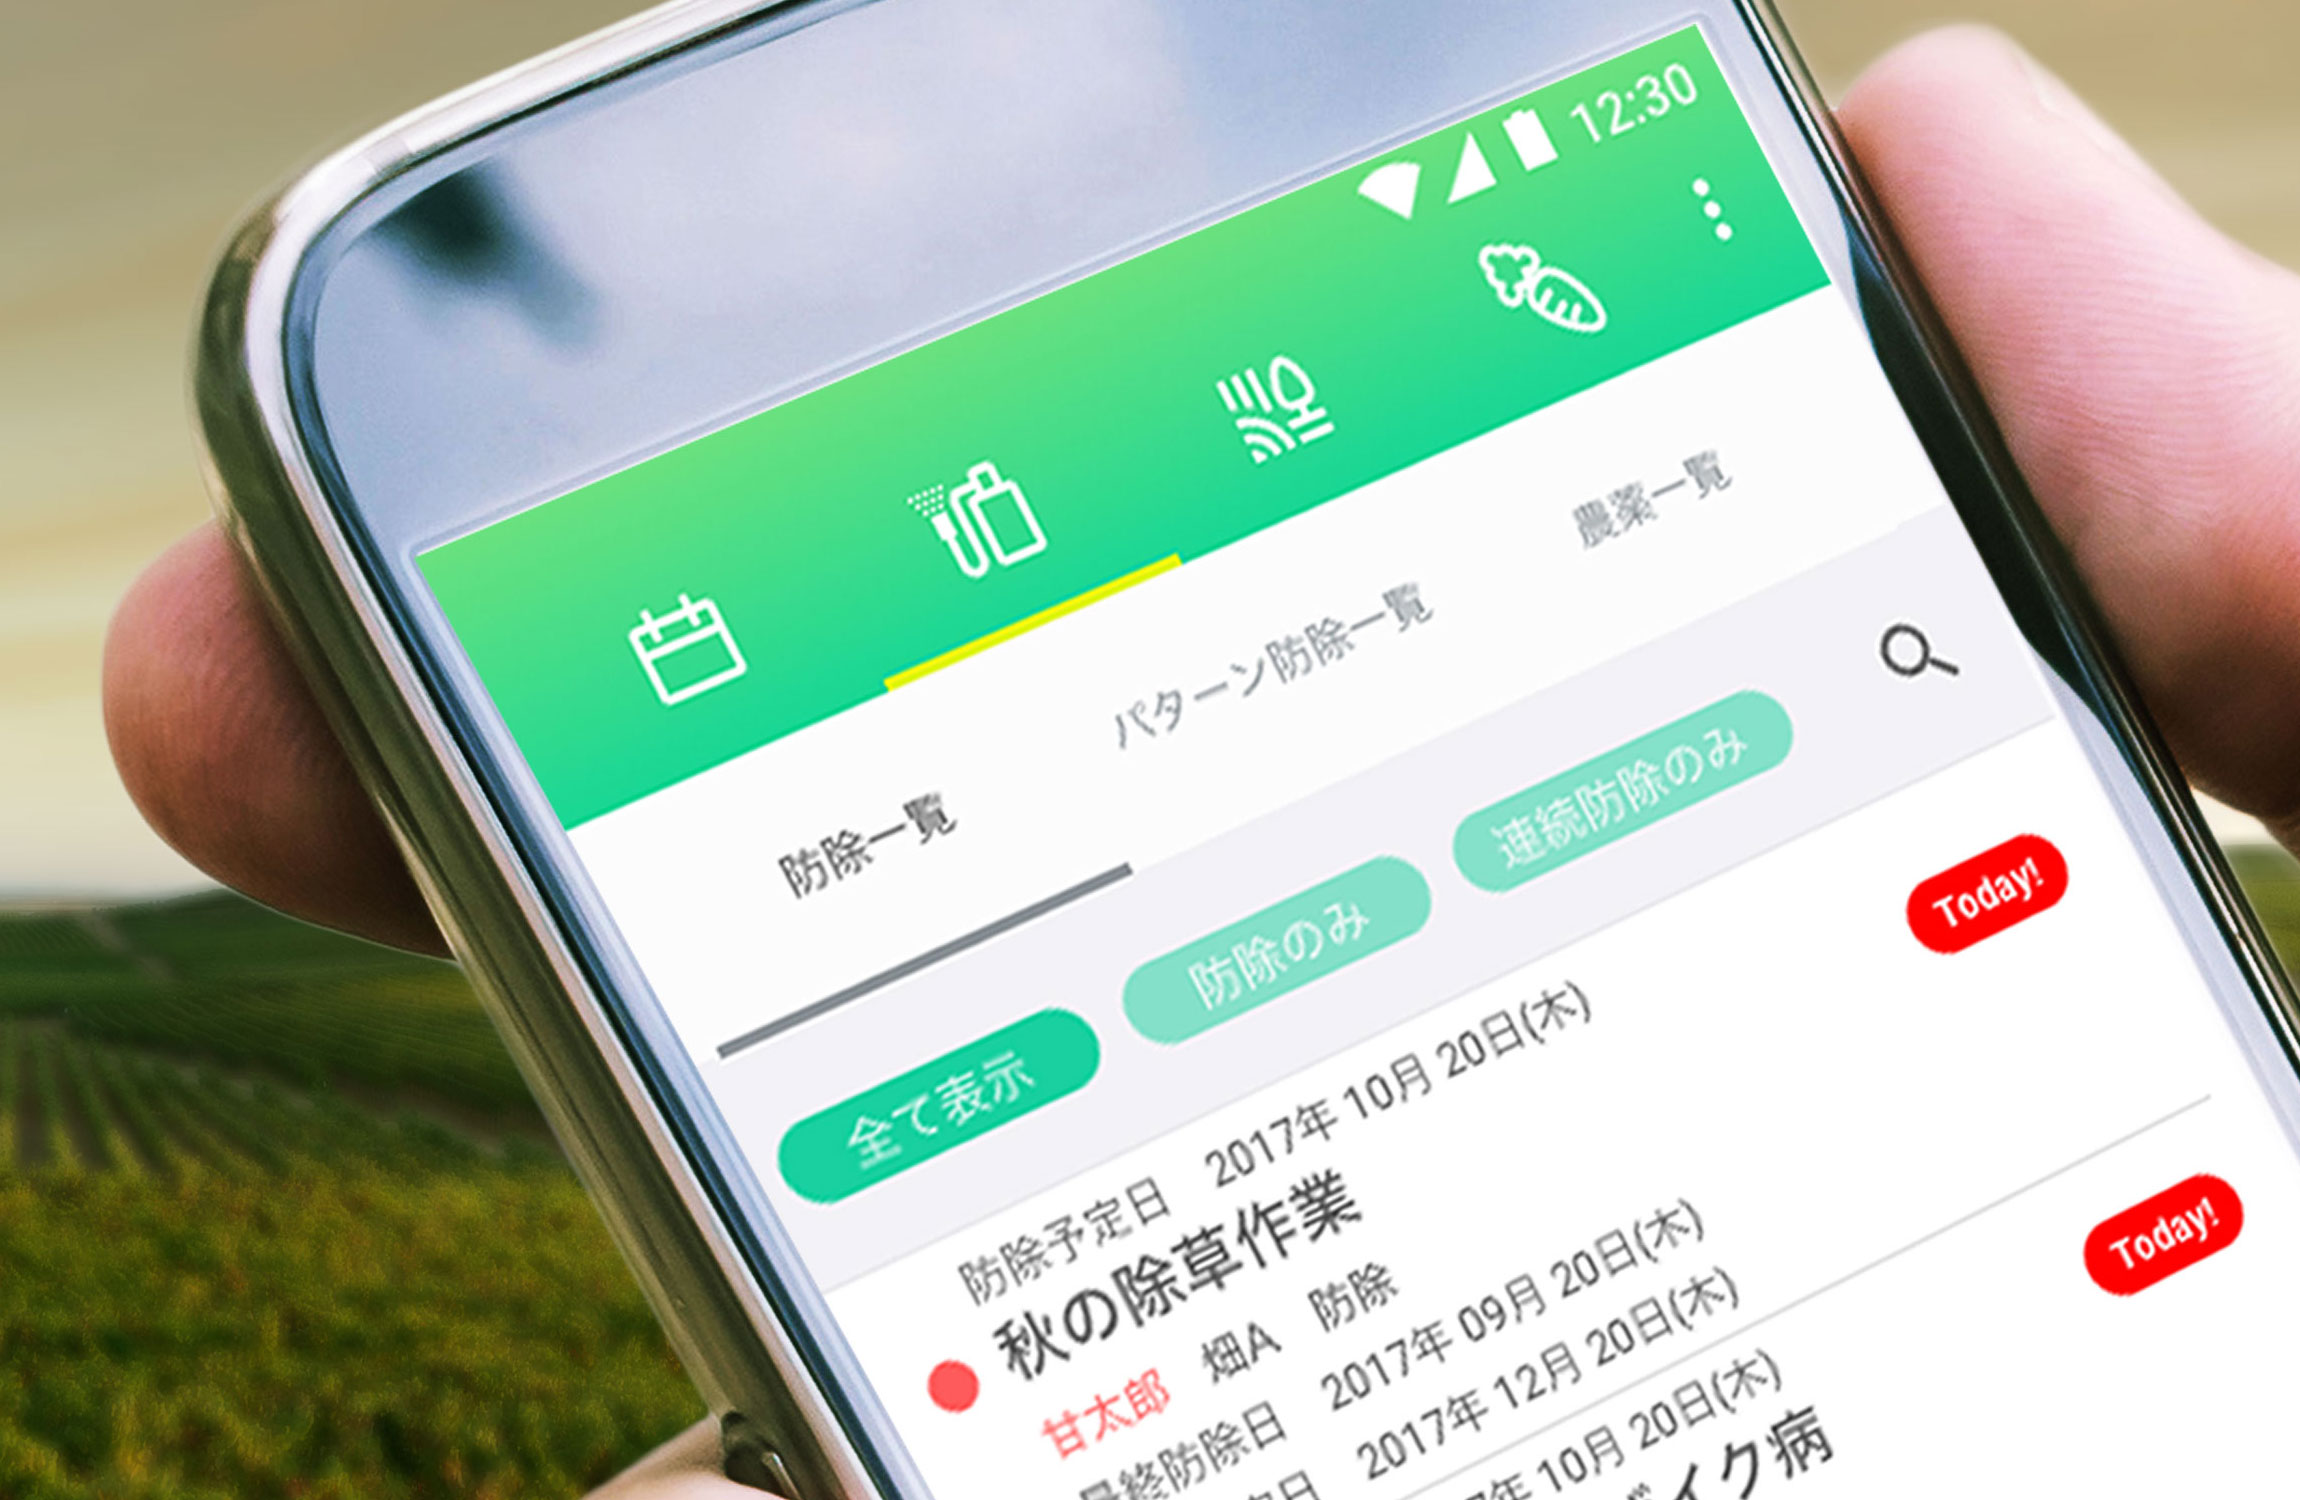 12:30
防除一覧
パターン防除一覧
農薬一覧
全て表示
防除のみ
連続防除のみ
防除予定日 2017年 10月 20日(木)
Today!
秋の除草作業
甘太郎 畑A 防除
最終防除日 2017年 09月 20日(木)
定日 2017年 12月 20日(木)
年 10月 20日(木)
Today!
イク病